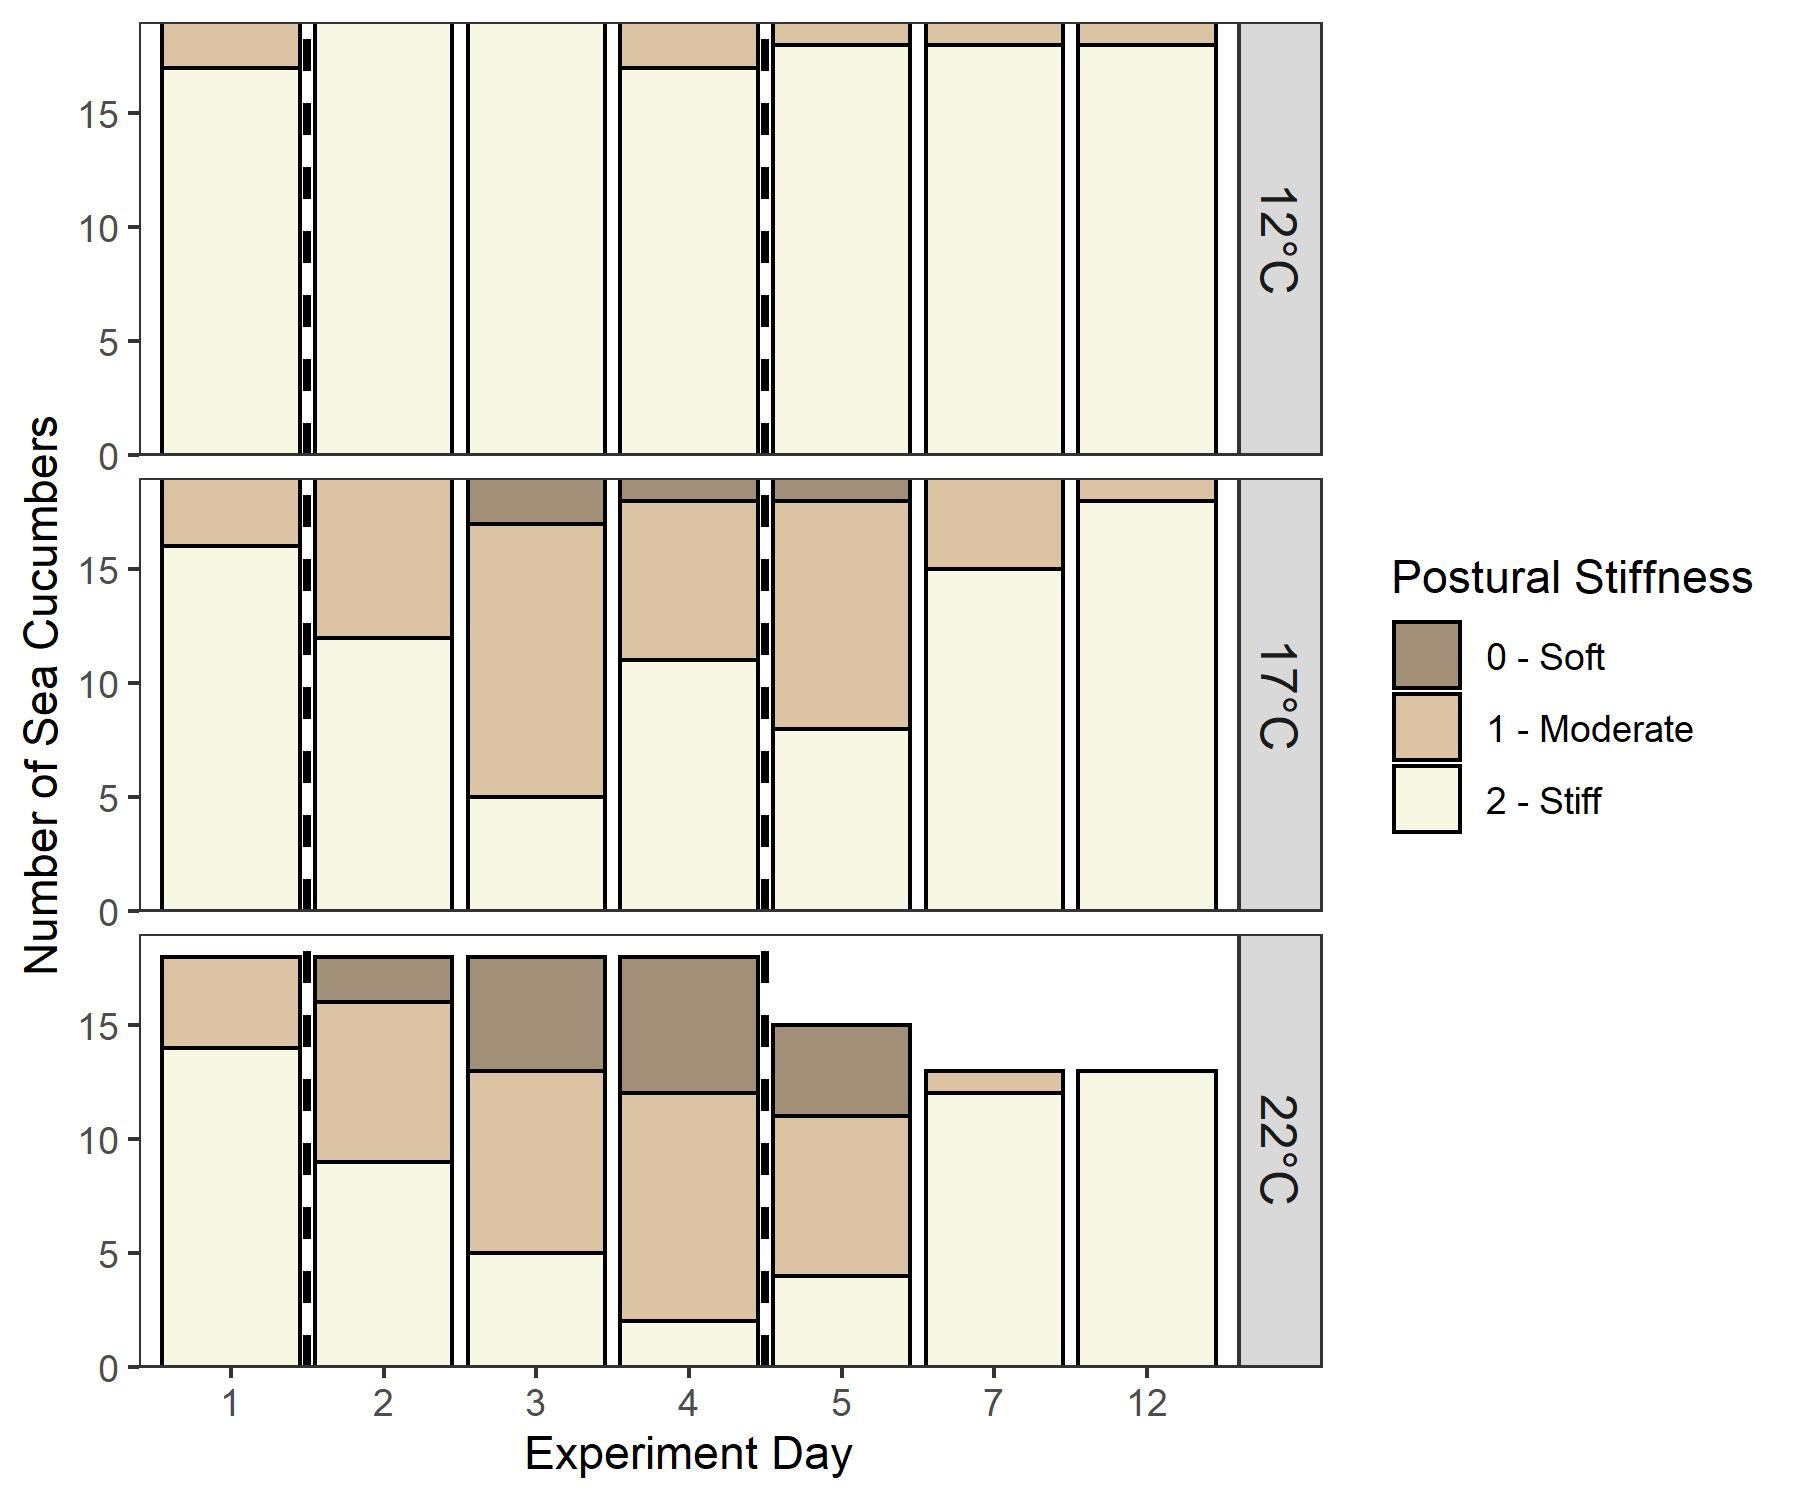 15
10
5
0
12°C
15
10
5
0
17°C
15
10
5
0
22°C
1 2 3 4 5 7 12
Experiment Day
Number of Sea Cucumbers
Postural Stiffness
0 - Soft
1 - Moderate
2 - Stiff